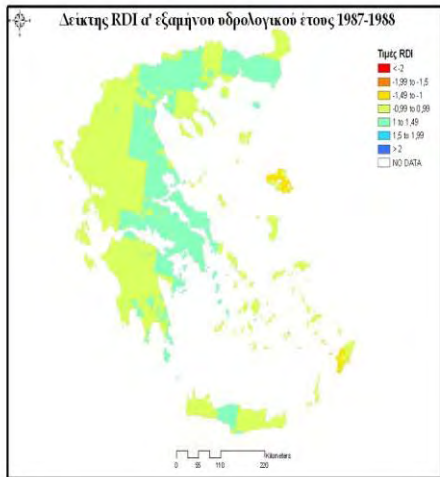 Δείκτης RDI α' εξαμήνου υδρολογικού έτους 1987-1988
Τιμές RDI
< -2
-1,99 to -1,5
-1,49 to -1
-0,99 to 0,99
1 to 1,49
1,5 to 1,99
> 2
NO DATA
Kilometers
0 55 110 220